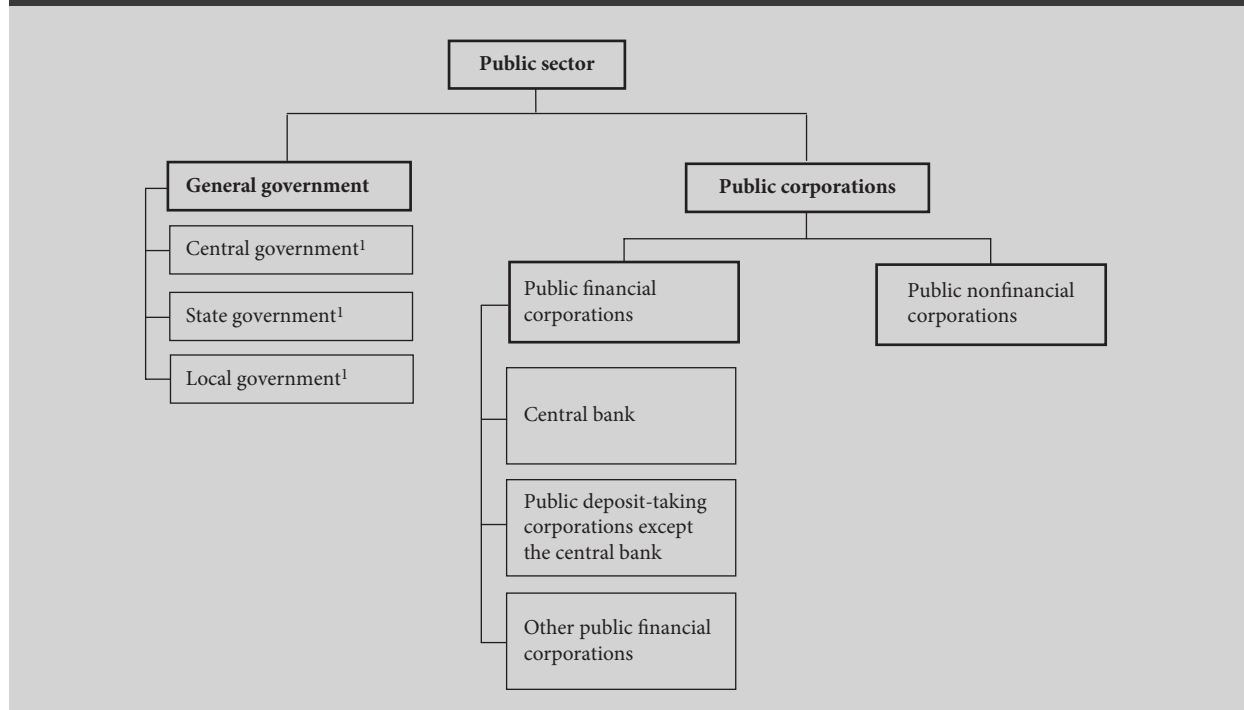 Public sector
General government
Public corporations
Central government¹
State government¹
Local government¹
Public financial
corporations
Public nonfinancial
corporations
Central bank
Public deposit-taking
corporations except
the central bank
Other public financial
corporations